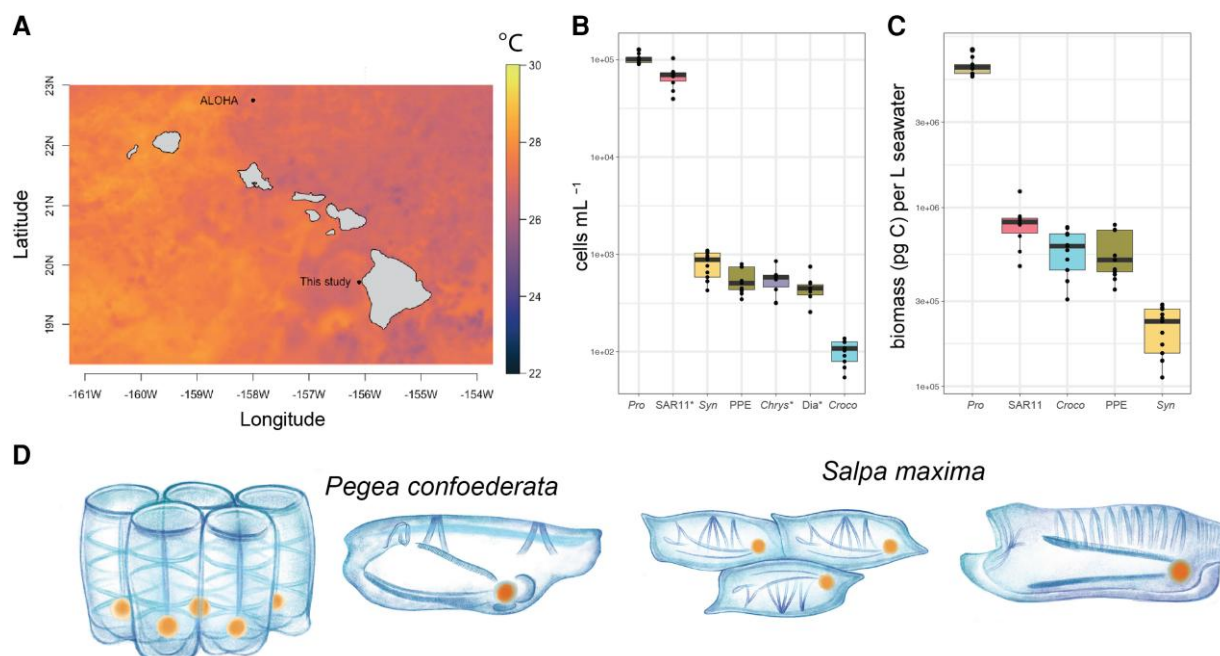 A
°C
30
28
26
24
22
23N
22N
21N
20N
19N
Latitude
ALOHA
This study
-161W
-160W
-159W
-158W
-157W
-156W
-155W
-154W
Longitude
B
cells mL ⁻¹
1e+05
1e+04
1e+03
1e+02
Pro SAR11* Syn PPE Chrys* Dia* Croco
C
biomass (pg C) per L seawater
3e+06
1e+06
3e+05
1e+05
Pro SAR11 Croco PPE Syn
D
Pegea confoederata
Salpa maxima